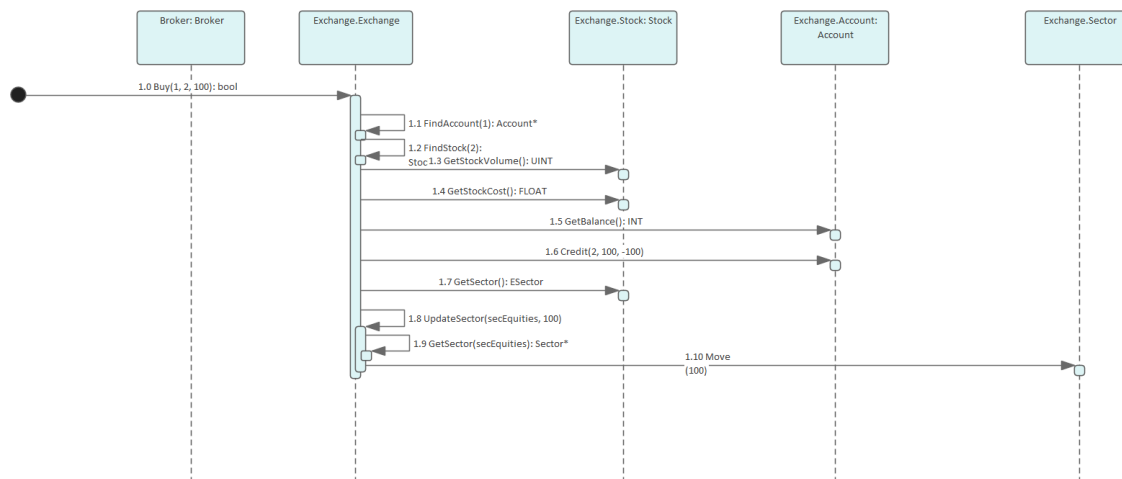 Broker: Broker
Exchange.Exchange
Exchange.Stock: Stock
Exchange.Account:
Account
Exchange.Sector
1.0 Buy(1, 2, 100): bool
1.1 FindAccount(1): Account*
1.2 FindStock(2):
Stoc
1.3 GetStockVolume(): UINT
1.4 GetStockCost(): FLOAT
1.5 GetBalance(): INT
1.6 Credit(2, 100, -100)
1.7 GetSector(): ESector
1.8 UpdateSector(secEquities, 100)
1.9 GetSector(secEquities): Sector*
1.10 Move
(100)